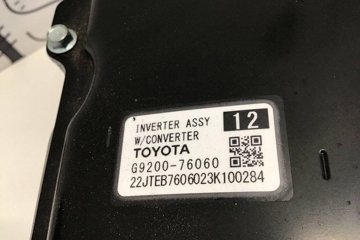 INVERTER ASSY 12
W/CONVERTER
TOYOTA
G9200-76060
22JTEB7606023K100284